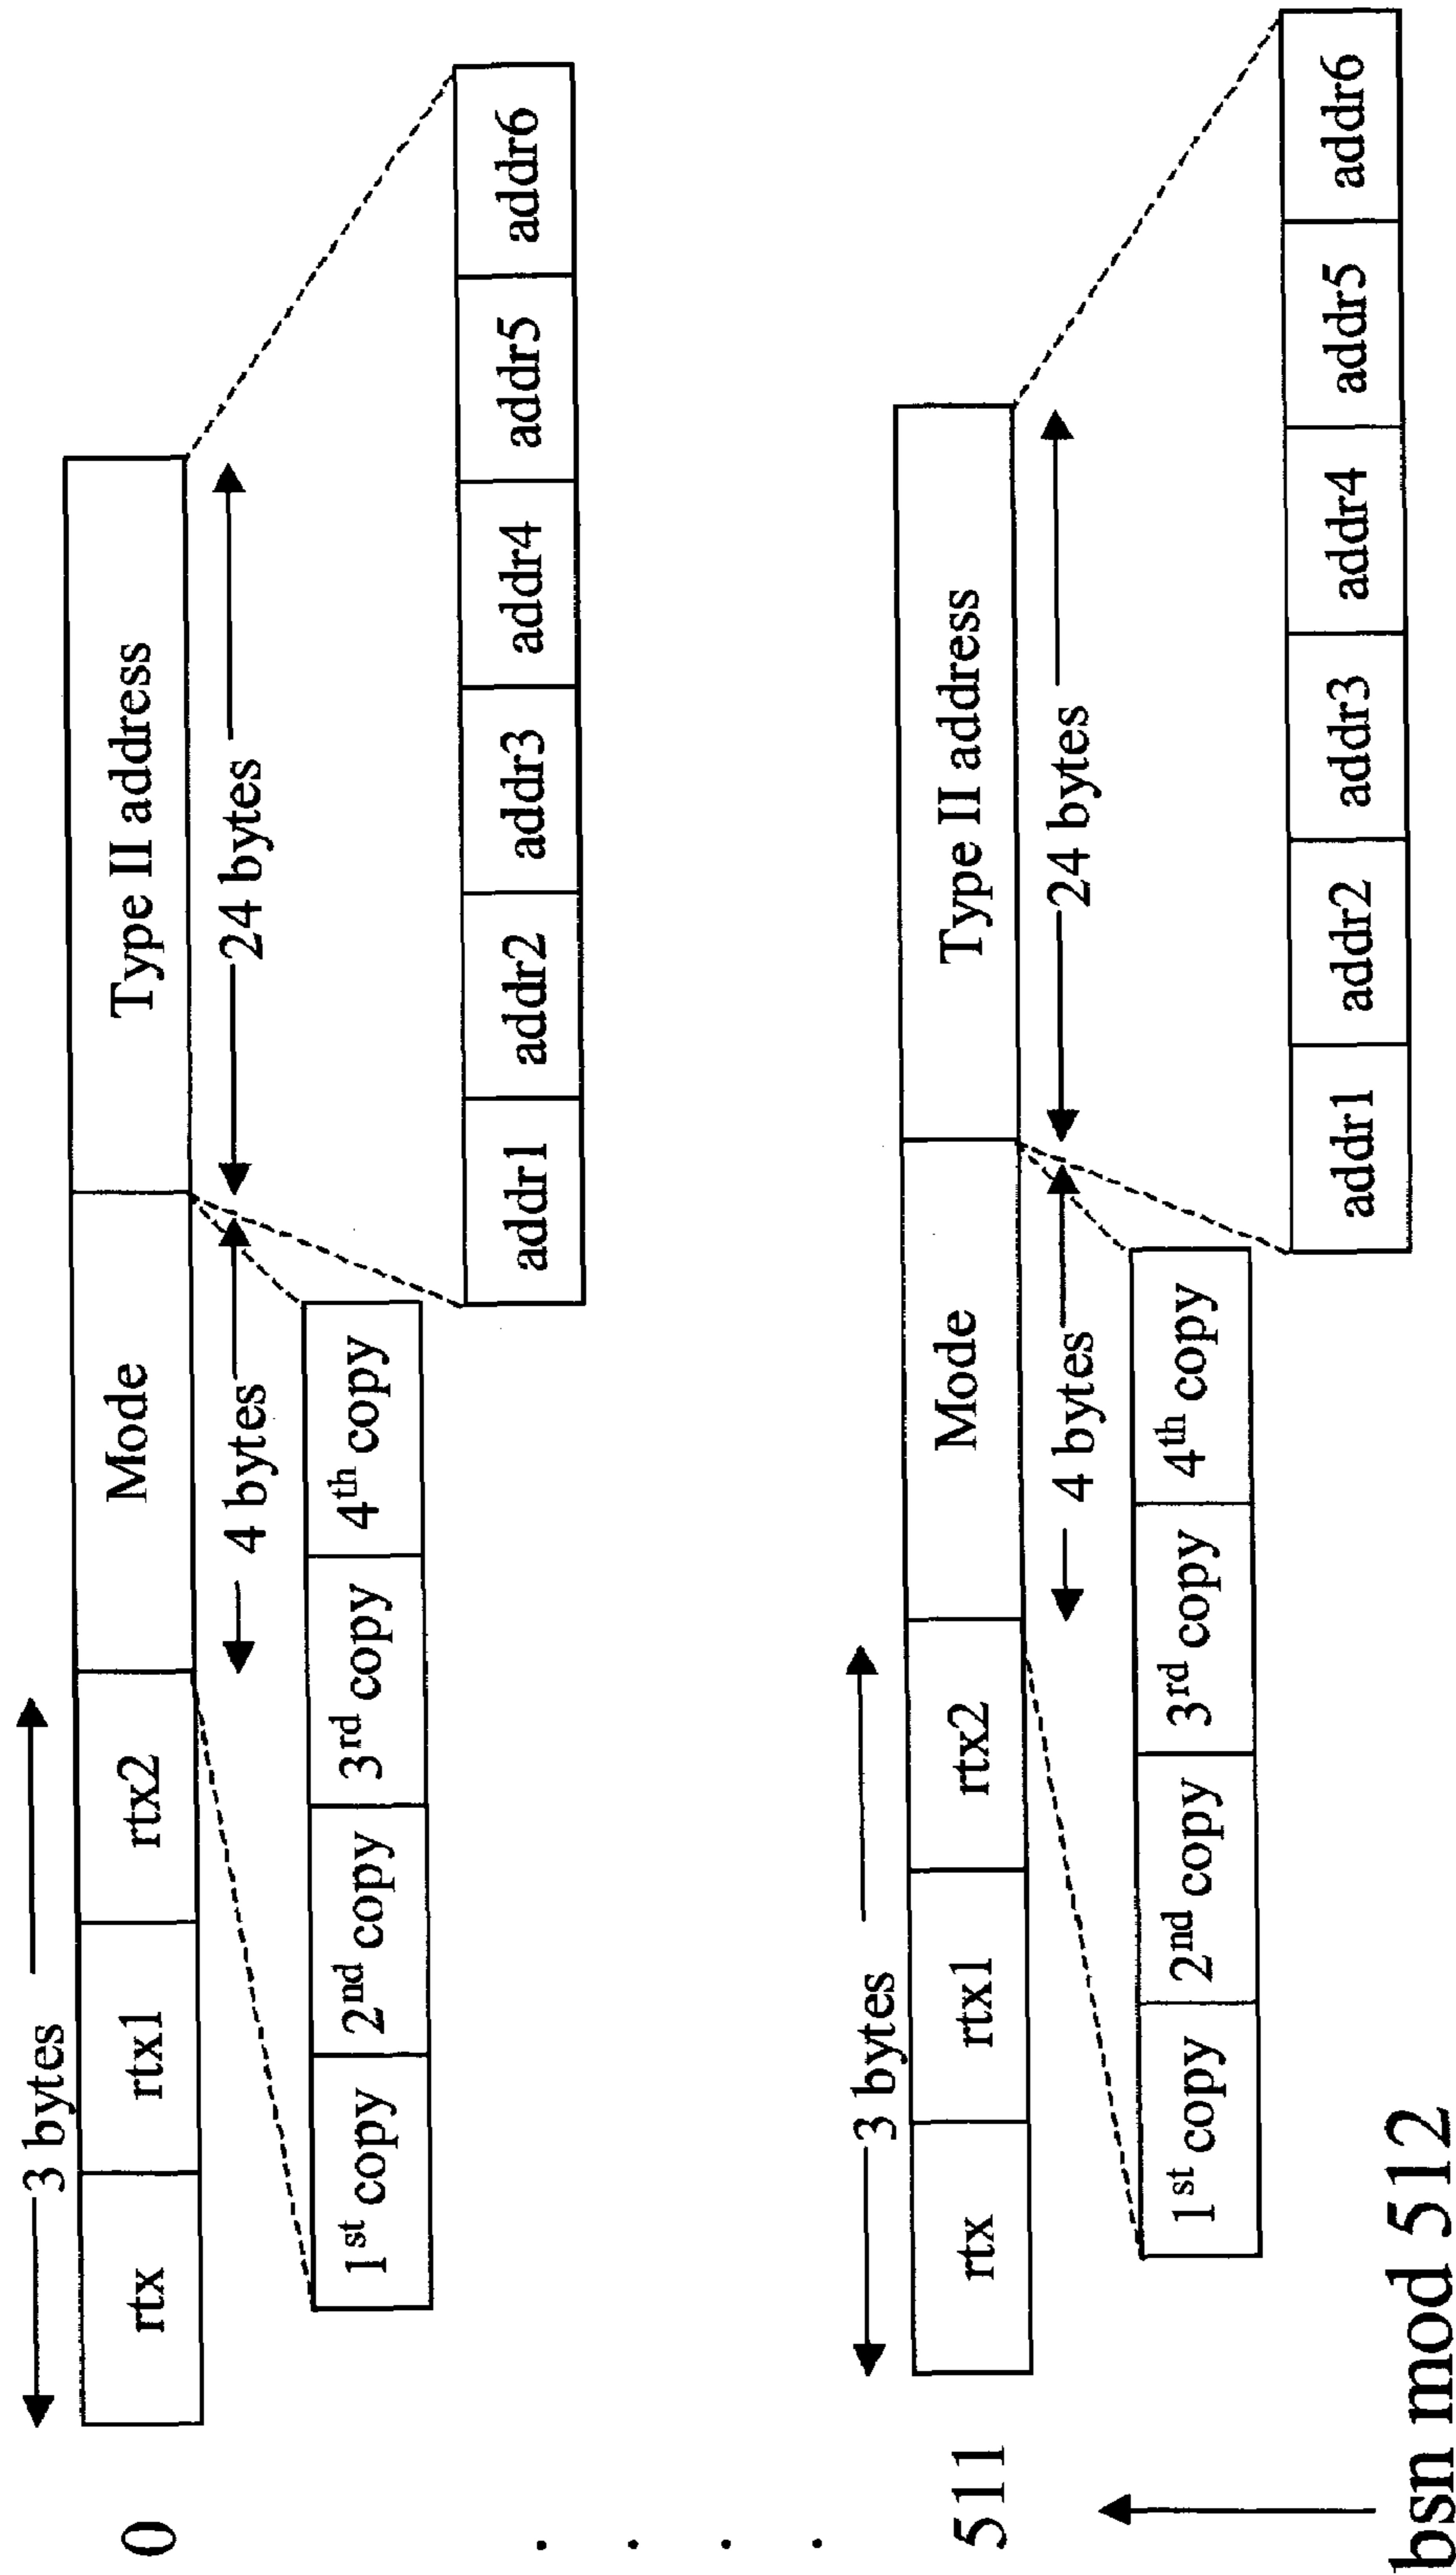 3 bytes
0 rtx rtx1 rtx2 Mode Type II address
4 bytes 24 bytes
1st copy 2nd copy 3rd copy 4th copy
addr1 addr2 addr3 addr4 addr5 addr6
. . . .
3 bytes
511 rtx rtx1 rtx2 Mode Type II address
4 bytes 24 bytes
1st copy 2nd copy 3rd copy 4th copy
addr1 addr2 addr3 addr4 addr5 addr6
bsn mod 512